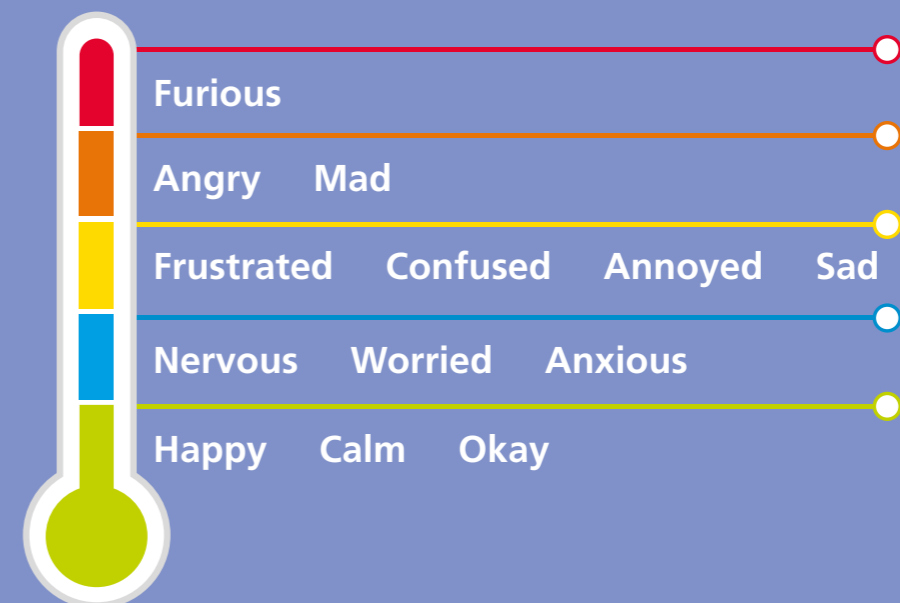 Furious
Angry Mad
Frustrated Confused Annoyed Sad
Nervous Worried Anxious
Happy Calm Okay